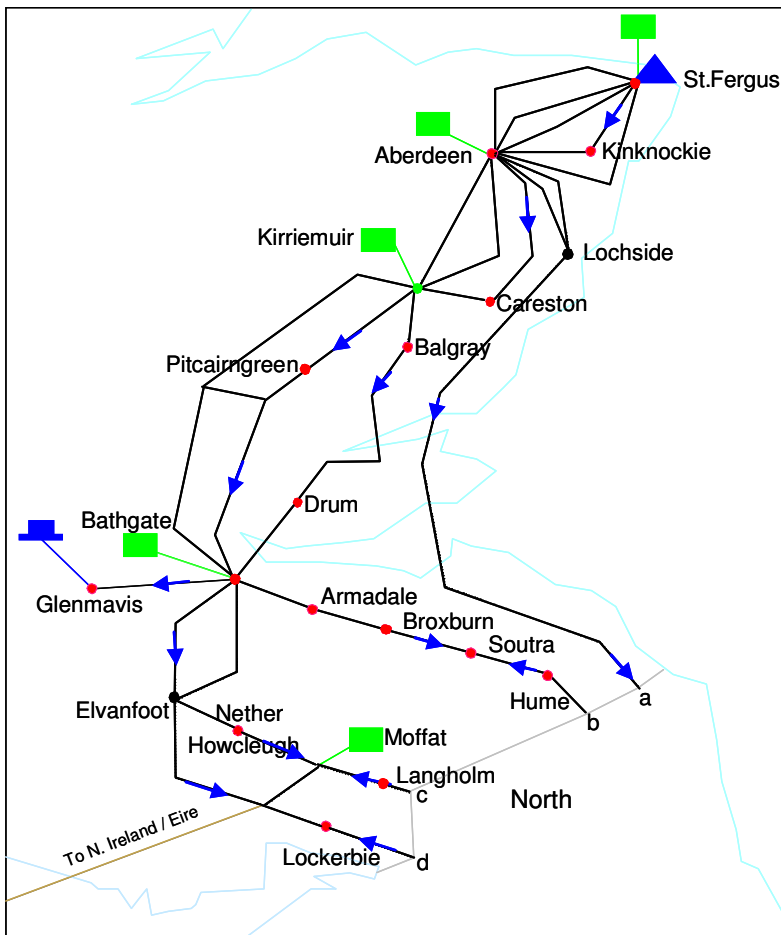 St.Fergus
Aberdeen
Kinknockie
Kirriemuir
Lochside
Careston
Balgray
Pitcairngreen
Drum
Bathgate
Glenmavis
Armadale
Broxburn
Soutra
Hume
a
b
Elvanfoot
Nether
Howcleugh
Moffat
Langholm
c
North
To N. Ireland / Eire
Lockerbie
d